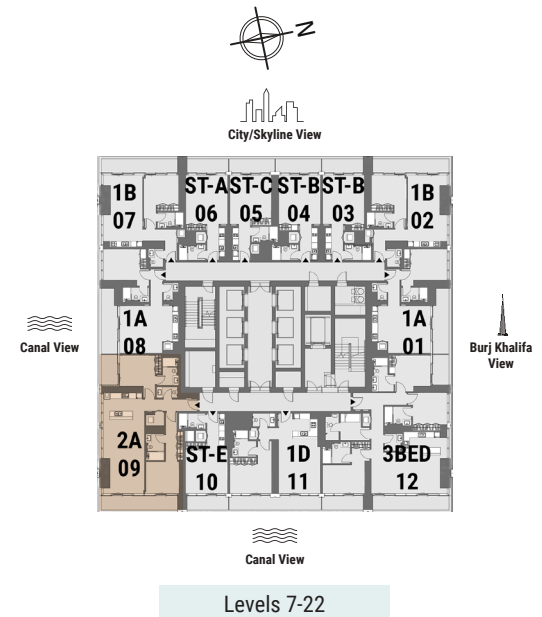 N
City/Skyline View
1B
07
ST-A
06
ST-C
05
ST-B
04
ST-B
03
1B
02
1A
08
1A
01
Canal View
Burj Khalifa
View
2A
09
ST-E
10
1D
11
3BED
12
Canal View
Levels 7-22